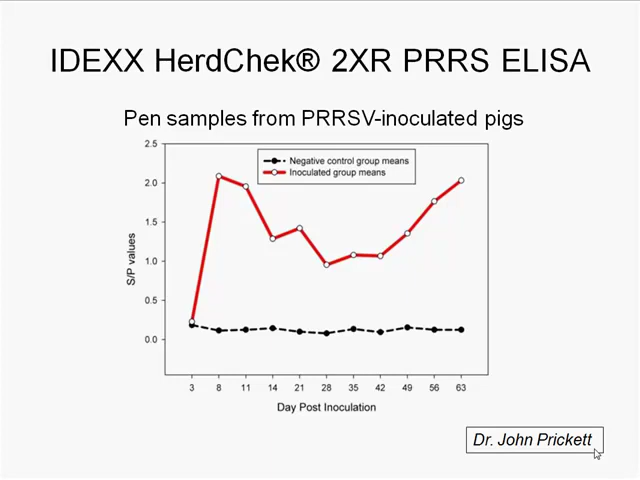 IDEXX HerdChek® 2XR PRRS ELISA
Pen samples from PRRSV-inoculated pigs
2.5
2.0
1.5
1.0
0.5
0.0
S/P values
Negative control group means
Inoculated group means
3 8 11 14 21 28 35 42 49 56 63
Day Post Inoculation
Dr. John Prickett